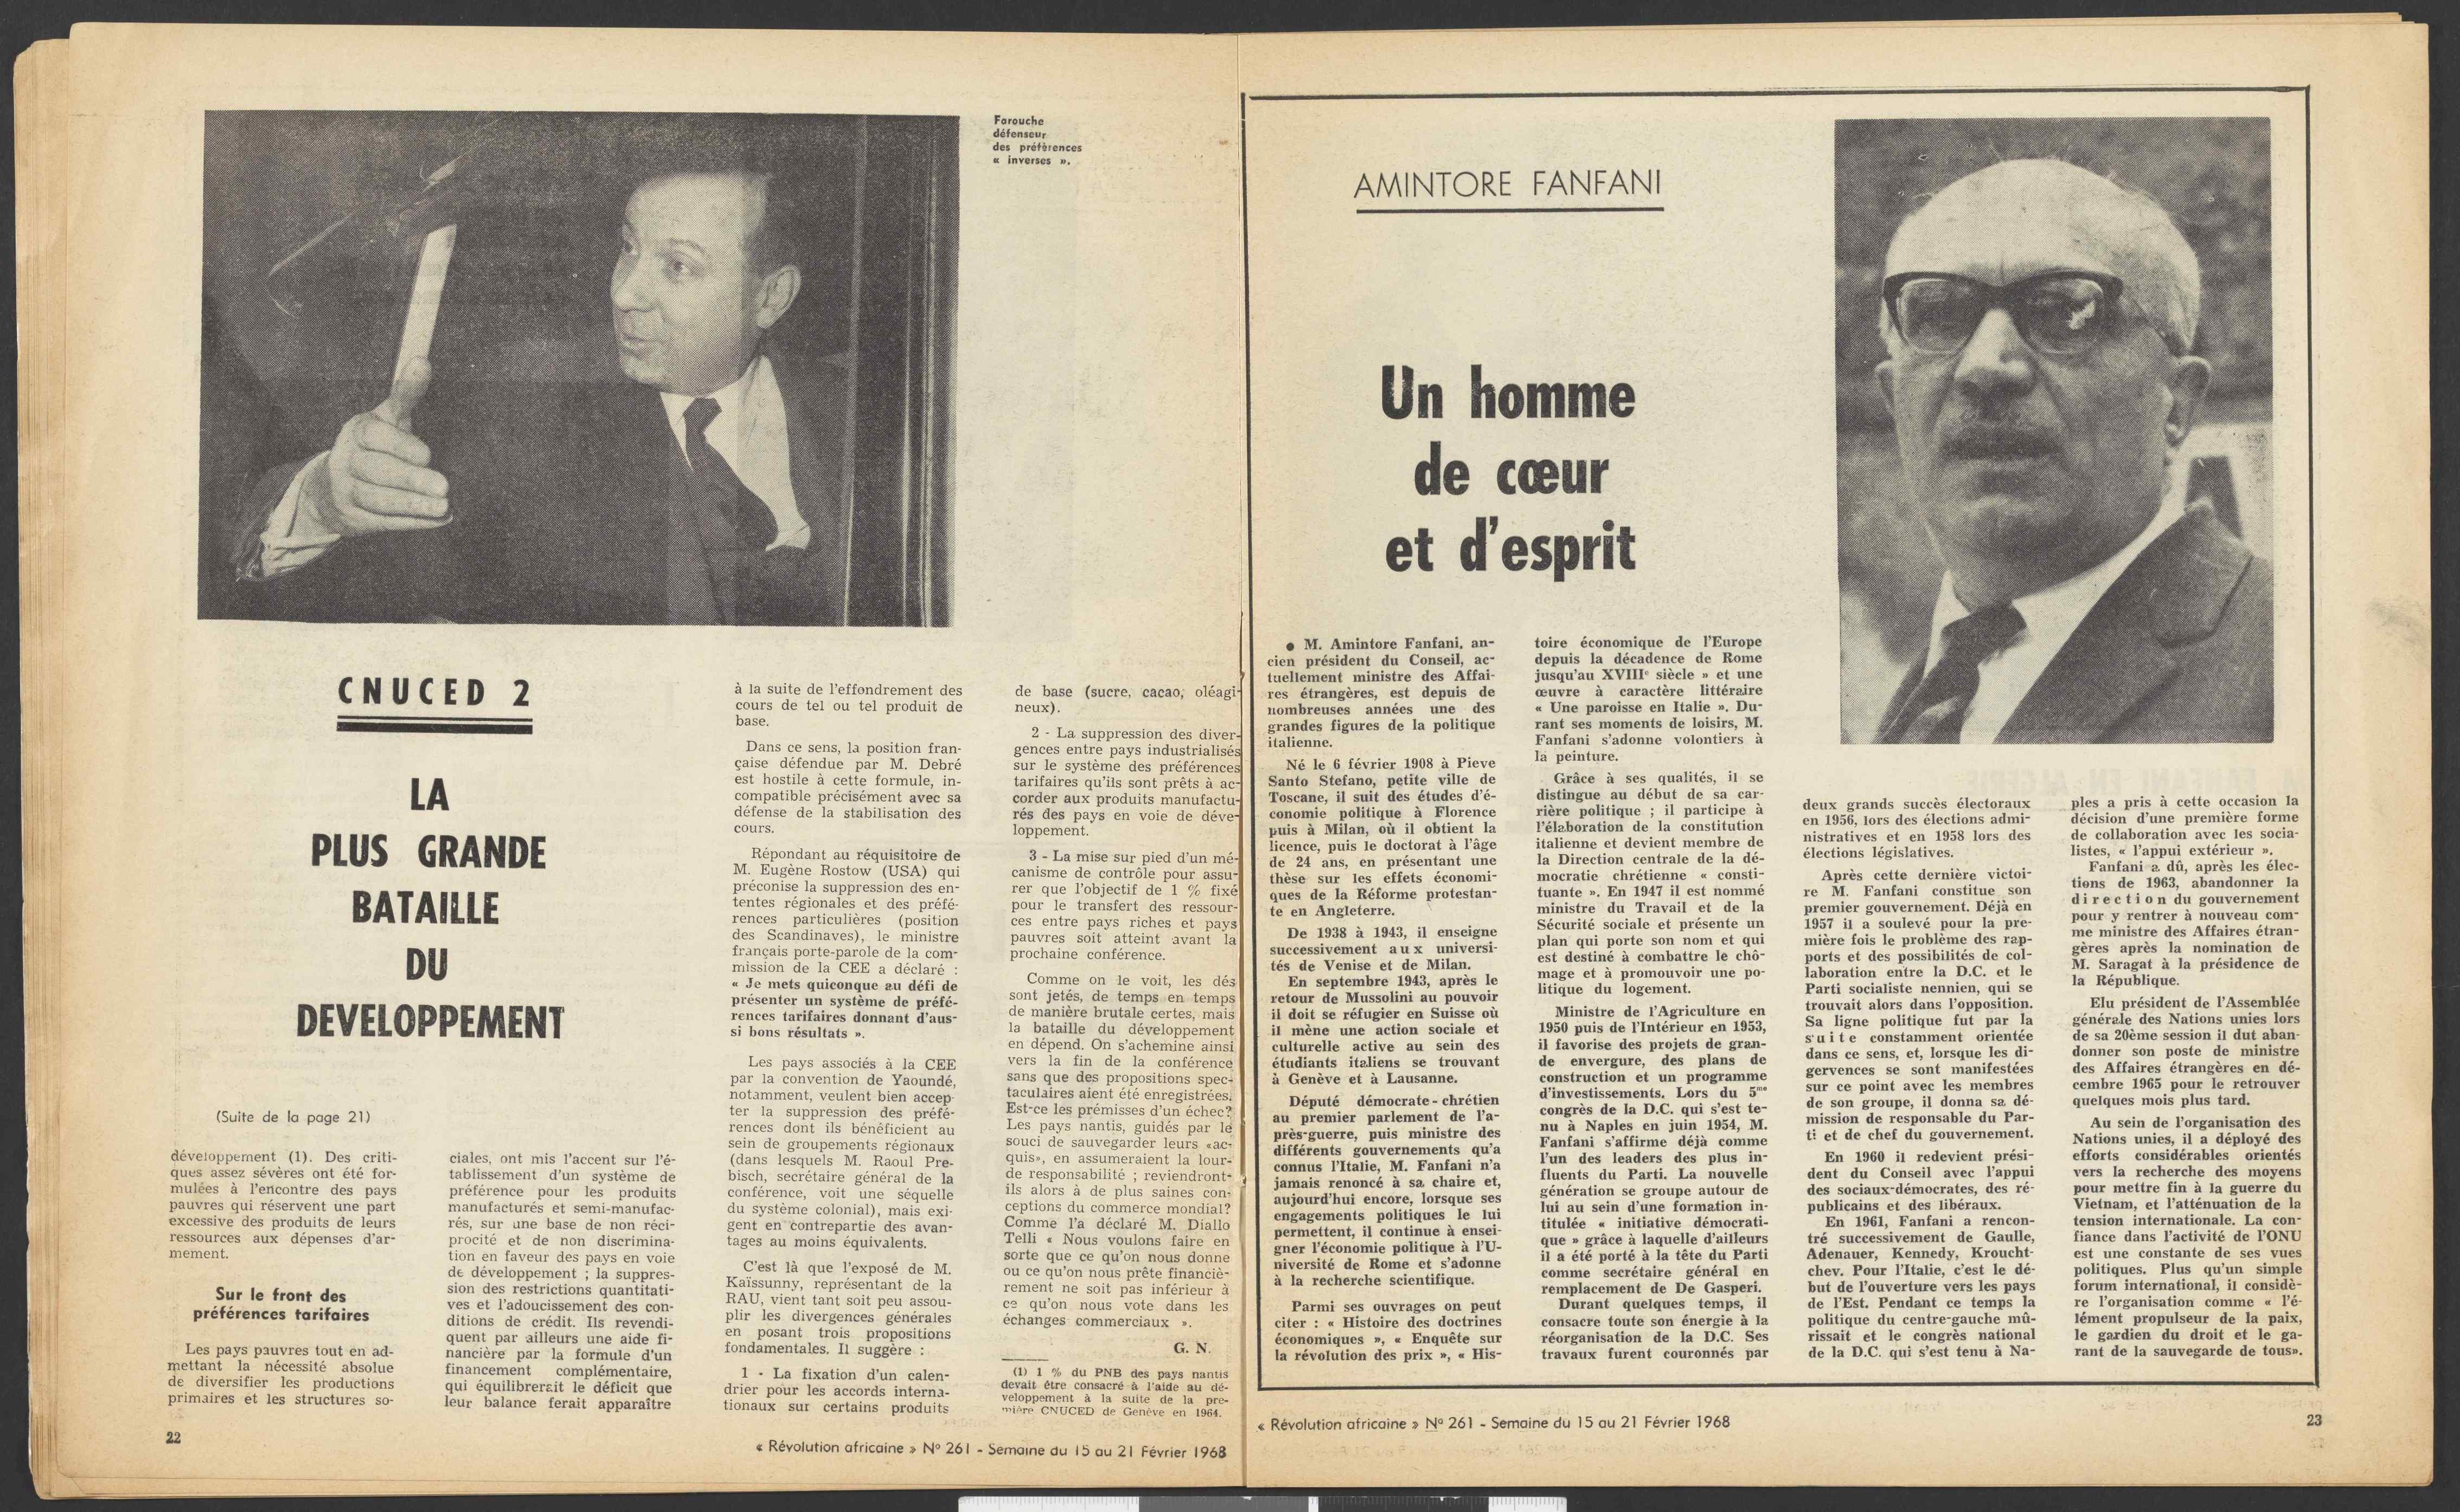 Farouche
défenseur
des préférences
« inverses ».
CNUCED 2
LA
PLUS GRANDE
BATAILLE
DU
DEVELOPPEMENT
(Suite de la page 21)
développement (1). Des criti-
ques assez sévères ont été for-
mulées à l'encontre des pays
pauvres qui réservent une part
excessive des produits de leurs
ressources aux dépenses d'ar-
mement.
Sur le front des
préférences tarifaires
Les pays pauvres tout en ad-
mettant la nécessité absolue
de diversifier les productions
primaires et les structures so-
ciales, ont mis l'accent sur l'é-
tablissement d'un système de
préférence pour les produits
manufacturés et semi-manufac-
rés, sur une base de non réci-
procité et de non discrimina-
tion en faveur des pays en voie
de développement ; la suppres-
sion des restrictions quantitati-
ves et l'adoucissement des con-
ditions de crédit. Ils revendi-
quent par ailleurs une aide fi-
nancière par la formule d'un
financement complémentaire,
qui équilibrerait le déficit que
leur balance ferait apparaître
à la suite de l'effondrement des
cours de tel ou tel produit de
base.
Dans ce sens, la position fran-
çaise défendue par M. Debré
est hostile à cette formule, in-
compatible précisément avec sa
défense de la stabilisation des
cours.
Répondant au réquisitoire de
M. Eugène Rostow (USA) qui
préconise la suppression des en-
tentes régionales et des préfé-
rences particulières (position
des Scandinaves), le ministre
français porte-parole de la com-
mission de la CEE a déclaré :
« Je mets quiconque au défi de
présenter un système de préfé-
rences tarifaires donnant d'aus-
si bons résultats ».
Les pays associés à la CEE
par la convention de Yaoundé,
notamment, veulent bien accep-
ter la suppression des préfé-
rences dont ils bénéficient au
sein de groupements régionaux
(dans lesquels M. Raoul Pre-
bisch, secrétaire général de la
conférence, voit une séquelle
du système colonial), mais exi-
gent en contrepartie des avan-
tages au moins équivalents.
C'est là que l'exposé de M.
Kaïssunny, représentant de la
RAU, vient tant soit peu assou-
plir les divergences générales
en posant trois propositions
fondamentales. Il suggère :
1 - La fixation d'un calen-
drier pour les accords interna-
tionaux sur certains produits
de base (sucre, cacao, oléagi-
neux).
2 - La suppression des diver-
gences entre pays industrialisés
sur le système des préférences
tarifaires qu'ils sont prêts à ac-
corder aux produits manufactu-
rés des pays en voie de déve-
loppement.
3 - La mise sur pied d'un mé-
canisme de contrôle pour assu-
rer que l'objectif de 1 % fixé
pour le transfert des ressour-
ces entre pays riches et pays
pauvres soit atteint avant la
prochaine conférence.
Comme on le voit, les dés
sont jetés, de temps en temps
de manière brutale certes, mais
la bataille du développement
en dépend. On s'achemine ainsi
vers la fin de la conférence
sans que des propositions spec-
taculaires aient été enregistrées.
Est-ce les prémisses d'un échec?
Les pays nantis, guidés par le
souci de sauvegarder leurs «ac-
quis», en assumeraient la lour-
de responsabilité ; reviendront-
ils alors à de plus saines con-
ceptions du commerce mondial?
Comme l'a déclaré M. Diallo
Telli « Nous voulons faire en
sorte que ce qu'on nous donne
ou ce qu'on nous prête financiè-
rement ne soit pas inférieur à
ce qu'on nous vote dans les
échanges commerciaux ».
G. N.
(1) 1 % du PNB des pays nantis
devait être consacré à l'aide au dé-
veloppement à la suite de la pre-
mière CNUCED de Genève en 1964.
22
« Révolution africaine » Nº 261 - Semaine du 15 au 21 Février 1968
AMINTORE FANFANI
Un homme
de cœur
et d'esprit
● M. Amintore Fanfani, an-
cien président du Conseil, ac-
tuellement ministre des Affai-
res étrangères, est depuis de
nombreuses années une des
grandes figures de la politique
italienne.
Né le 6 février 1908 à Pieve
Santo Stefano, petite ville de
Toscane, il suit des études d'é-
conomie politique à Florence
puis à Milan, où il obtient la
licence, puis le doctorat à l'âge
de 24 ans, en présentant une
thèse sur les effets économi-
ques de la Réforme protestan-
te en Angleterre.
De 1938 à 1943, il enseigne
successivement aux universi-
tés de Venise et de Milan.
En septembre 1943, après le
retour de Mussolini au pouvoir
il doit se réfugier en Suisse où
il mène une action sociale et
culturelle active au sein des
étudiants italiens se trouvant
à Genève et à Lausanne.
Député démocrate-chrétien
au premier parlement de l'a-
près-guerre, puis ministre des
différents gouvernements qu'a
connus l'Italie, M. Fanfani n'a
jamais renoncé à sa chaire et,
aujourd'hui encore, lorsque ses
engagements politiques le lui
permettent, il continue à ensei-
gner l'économie politique à l'U-
niversité de Rome et s'adonne
à la recherche scientifique.
Parmi ses ouvrages on peut
citer : « Histoire des doctrines
économiques », « Enquête sur
la révolution des prix », « His-
toire économique de l'Europe
depuis la décadence de Rome
jusqu'au XVIIIe siècle » et une
œuvre à caractère littéraire
« Une paroisse en Italie ». Du-
rant ses moments de loisirs, M.
Fanfani s'adonne volontiers à
la peinture.
Grâce à ses qualités, il se
distingue au début de sa car-
rière politique ; il participe à
l'élaboration de la constitution
italienne et devient membre de
la Direction centrale de la dé-
mocratie chrétienne « consti-
tuante ». En 1947 il est nommé
ministre du Travail et de la
Sécurité sociale et présente un
plan qui porte son nom et qui
est destiné à combattre le chô-
mage et à promouvoir une po-
litique du logement.
Ministre de l'Agriculture en
1950 puis de l'Intérieur en 1953,
il favorise des projets de gran-
de envergure, des plans de
construction et un programme
d'investissements. Lors du 5me
congrès de la D.C. qui s'est te-
nu à Naples en juin 1954, M.
Fanfani s'affirme déjà comme
l'un des leaders des plus in-
fluents du Parti. La nouvelle
génération se groupe autour de
lui au sein d'une formation in-
titulée « initiative démocrati-
que » grâce à laquelle d'ailleurs
il a été porté à la tête du Parti
comme secrétaire général en
remplacement de De Gasperi.
Durant quelques temps, il
consacre toute son énergie à la
réorganisation de la D.C. Ses
travaux furent couronnés par
deux grands succès électoraux
en 1956, lors des élections admi-
nistratives et en 1958 lors des
élections législatives.
Après cette dernière victoi-
re M. Fanfani constitue son
premier gouvernement. Déjà en
1957 il a soulevé pour la pre-
mière fois le problème des rap-
ports et des possibilités de col-
laboration entre la D.C. et le
Parti socialiste nennien, qui se
trouvait alors dans l'opposition.
Sa ligne politique fut par la
suite constamment orientée
dans ce sens, et, lorsque les di-
gervences se sont manifestées
sur ce point avec les membres
de son groupe, il donna sa dé-
mission de responsable du Par-
ti et de chef du gouvernement.
En 1960 il redevient prési-
dent du Conseil avec l'appui
des sociaux-démocrates, des ré-
publicains et des libéraux.
En 1961, Fanfani a rencon-
tré successivement de Gaulle,
Adenauer, Kennedy, Kroucht-
chev. Pour l'Italie, c'est le dé-
but de l'ouverture vers les pays
de l'Est. Pendant ce temps la
politique du centre-gauche mû-
rissait et le congrès national
de la D.C. qui s'est tenu à Na-
ples a pris à cette occasion la
décision d'une première forme
de collaboration avec les socia-
listes, « l'appui extérieur ».
Fanfani a dû, après les élec-
tions de 1963, abandonner la
direction du gouvernement
pour y rentrer à nouveau com-
me ministre des Affaires étran-
gères après la nomination de
M. Saragat à la présidence de
la République.
Elu président de l'Assemblée
générale des Nations unies lors
de sa 20ème session il dut aban-
donner son poste de ministre
des Affaires étrangères en dé-
cembre 1965 pour le retrouver
quelques mois plus tard.
Au sein de l'organisation des
Nations unies, il a déployé des
efforts considérables orientés
vers la recherche des moyens
pour mettre fin à la guerre du
Vietnam, et l'atténuation de la
tension internationale. La con-
fiance dans l'activité de l'ONU
est une constante de ses vues
politiques. Plus qu'un simple
forum international, il considè-
re l'organisation comme « l'é-
lément propulseur de la paix,
le gardien du droit et le ga-
rant de la sauvegarde de tous».
« Révolution africaine » Nº 261 - Semaine du 15 au 21 Février 1968
23